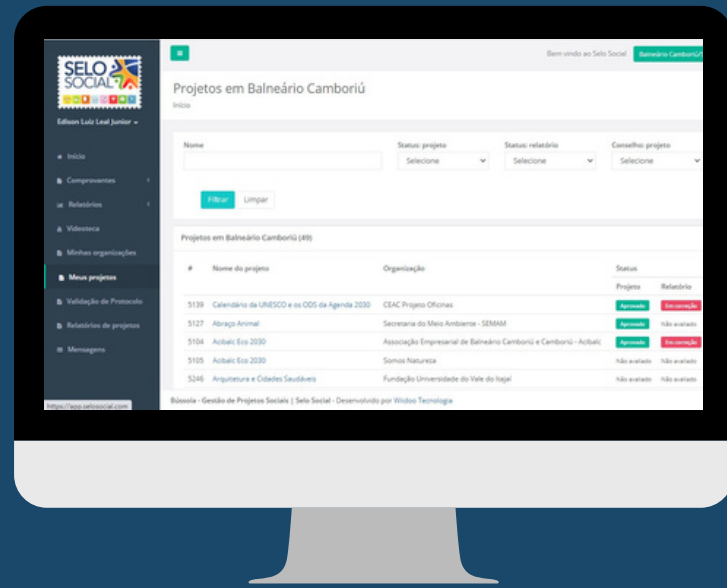 SELO
SOCIAL
Edison Luiz Leal Junior
Início
Comprovantes
Relatórios
Videoteca
Minhas organizações
Meus projetos
Validação de Protocolo
Relatórios de projetos
Mensagens
https://app.selosocial.com
Bem vindo ao Selo Social
Balneário Camboriú
Projetos em Balneário Camboriú
Início
Nome
Status: projeto
Status: relatório
Conselho: projeto
Selecione
Selecione
Selecione
Filtrar
Limpar
Projetos em Balneário Camboriú (49)
# Nome do projeto Organização Status
Projeto Relatório
5139 Calendário da UNESCO e os ODS da Agenda 2030 CEAC Projeto Oficinas Aprovado Em correção
5127 Abraço Animal Secretaria do Meio Ambiente - SEMAM Aprovado Não avaliado
5104 Acibalc Eco 2030 Associação Empresarial de Balneário Camboriú e Camboriú - Acibalc Aprovado Em correção
5105 Acibalc Eco 2030 Somos Natureza Não avaliado Não avaliado
5246 Arquitetura e Cidades Saudáveis Fundação Universidade do Vale do Itajaí Não avaliado Não avaliado
Bússola - Gestão de Projetos Sociais | Selo Social - Desenvolvido por Wildoo Tecnologia